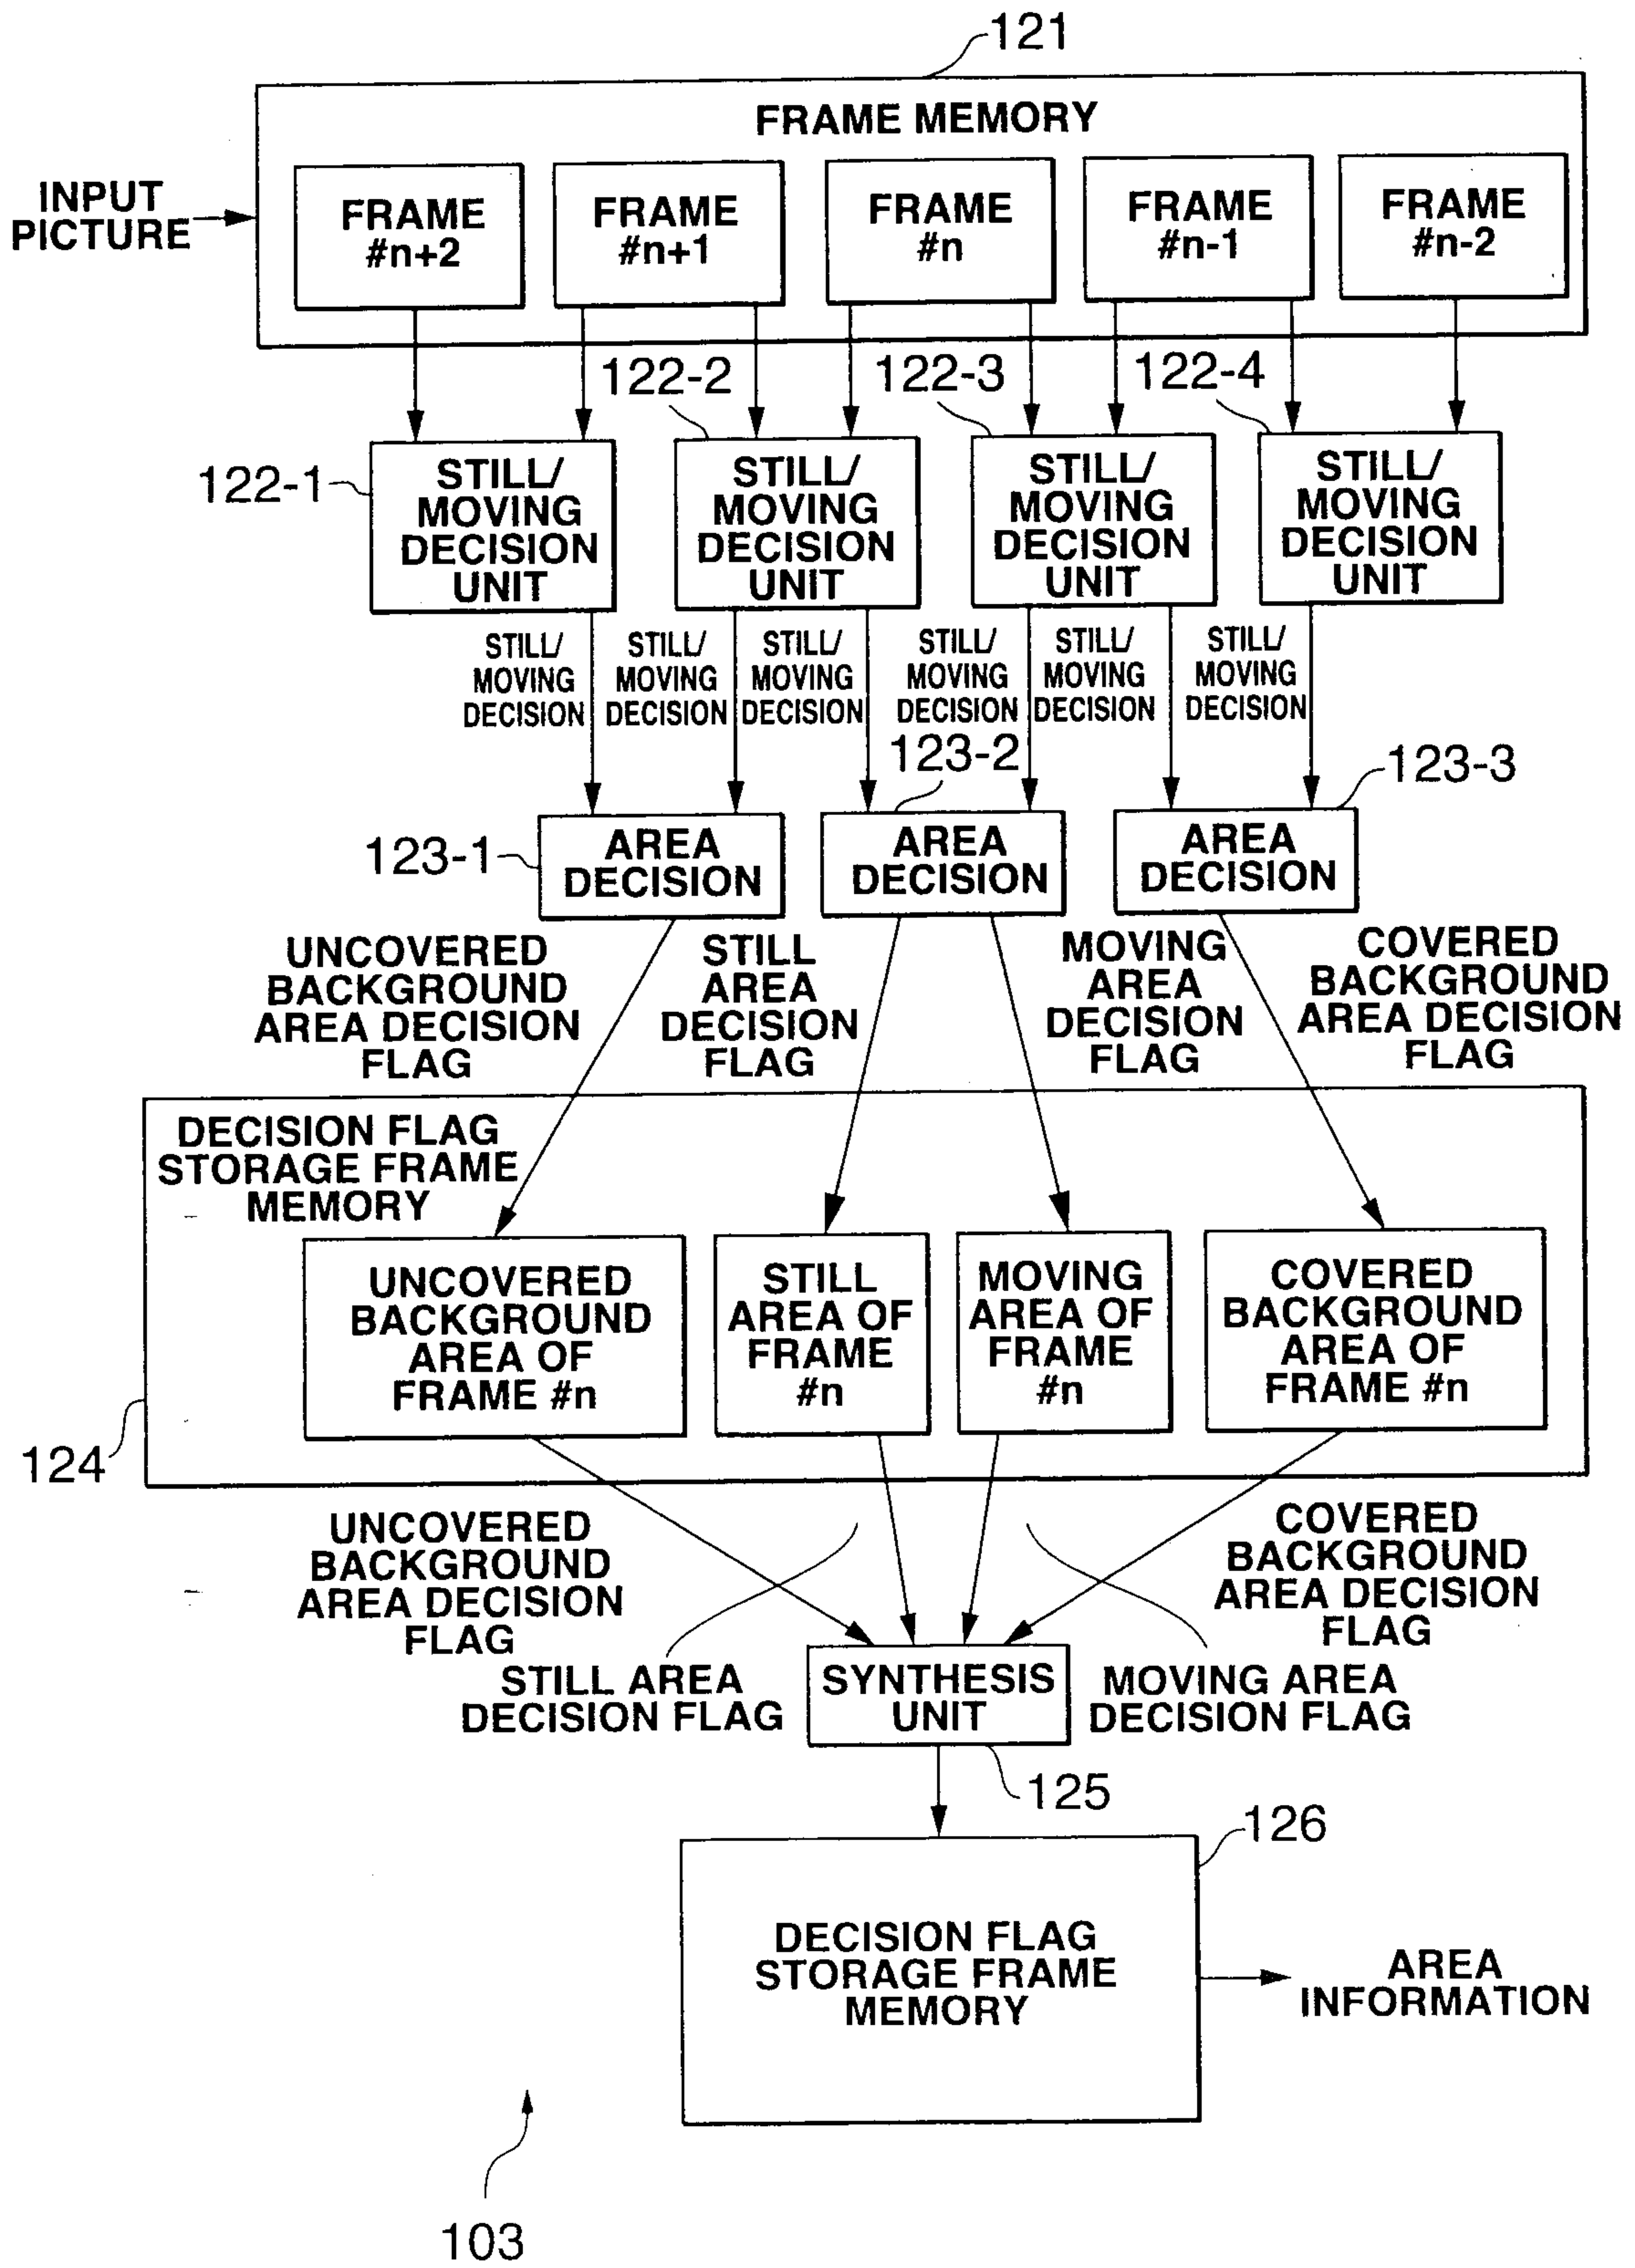 121
FRAME MEMORY
INPUT
PICTURE
FRAME
#n+2
FRAME
#n+1
FRAME
#n
FRAME
#n-1
FRAME
#n-2
122-2
122-3
122-4
122-1
STILL/
MOVING
DECISION
UNIT
STILL/
MOVING
DECISION
UNIT
STILL/
MOVING
DECISION
UNIT
STILL/
MOVING
DECISION
UNIT
STILL/
MOVING
DECISION
STILL/
MOVING
DECISION
STILL/
MOVING
DECISION
STILL/
MOVING
DECISION
STILL/
MOVING
DECISION
STILL/
MOVING
DECISION
123-2
123-3
123-1
AREA
DECISION
AREA
DECISION
AREA
DECISION
UNCOVERED
BACKGROUND
AREA DECISION
FLAG
STILL
AREA
DECISION
FLAG
MOVING
AREA
DECISION
FLAG
COVERED
BACKGROUND
AREA DECISION
FLAG
DECISION FLAG
STORAGE FRAME
MEMORY
UNCOVERED
BACKGROUND
AREA OF
FRAME #n
STILL
AREA OF
FRAME
#n
MOVING
AREA OF
FRAME
#n
COVERED
BACKGROUND
AREA OF
FRAME #n
124
UNCOVERED
BACKGROUND
AREA DECISION
FLAG
COVERED
BACKGROUND
AREA DECISION
FLAG
STILL AREA
DECISION FLAG
SYNTHESIS
UNIT
MOVING AREA
DECISION FLAG
125
126
DECISION FLAG
STORAGE FRAME
MEMORY
AREA
INFORMATION
103